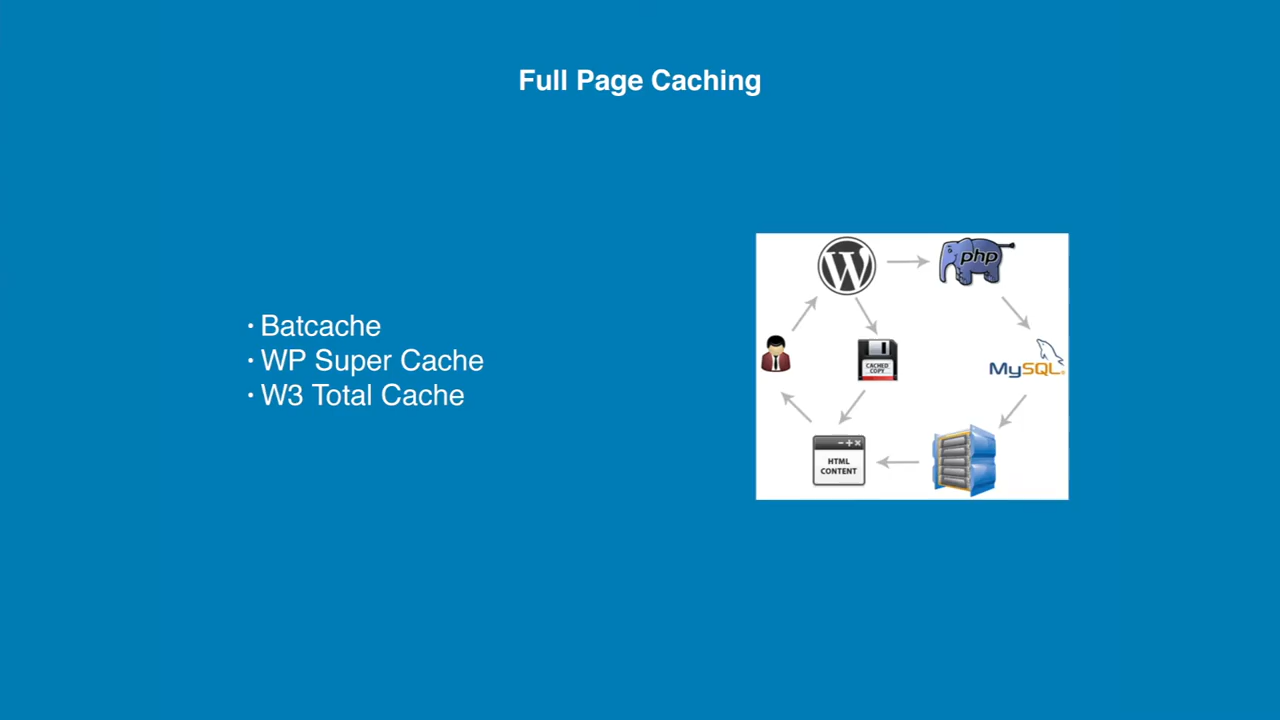 Full Page Caching
· Batcache
· WP Super Cache
· W3 Total Cache
W
php
CACHED
COPY...
MySQL®
HTML
CONTENT